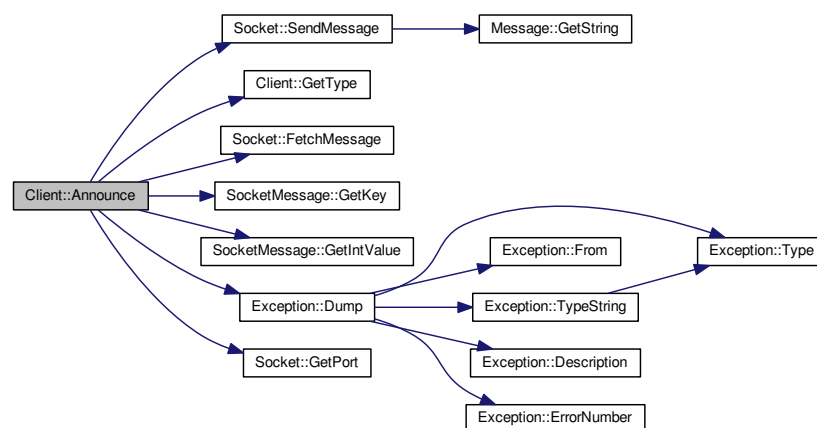 Socket::SendMessage
Message::GetString
Client::GetType
Socket::FetchMessage
Client::Announce
SocketMessage::GetKey
SocketMessage::GetIntValue
Exception::From
Exception::Type
Exception::Dump
Exception::TypeString
Socket::GetPort
Exception::Description
Exception::ErrorNumber